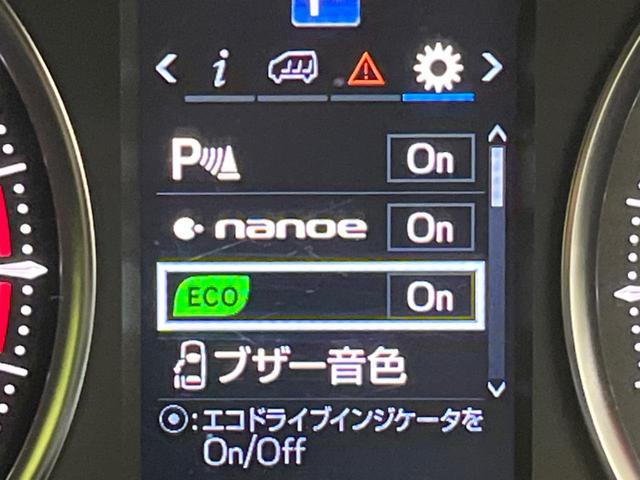 P On
nanoe On
ECO On
ブザー音色
:エコドライブインジケータを
On/Off